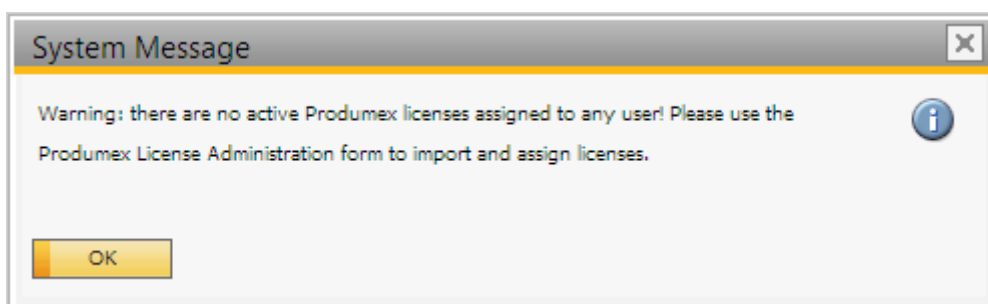 System Message
Warning: there are no active Produmex licenses assigned to any user! Please use the
Produmex License Administration form to import and assign licenses.
OK